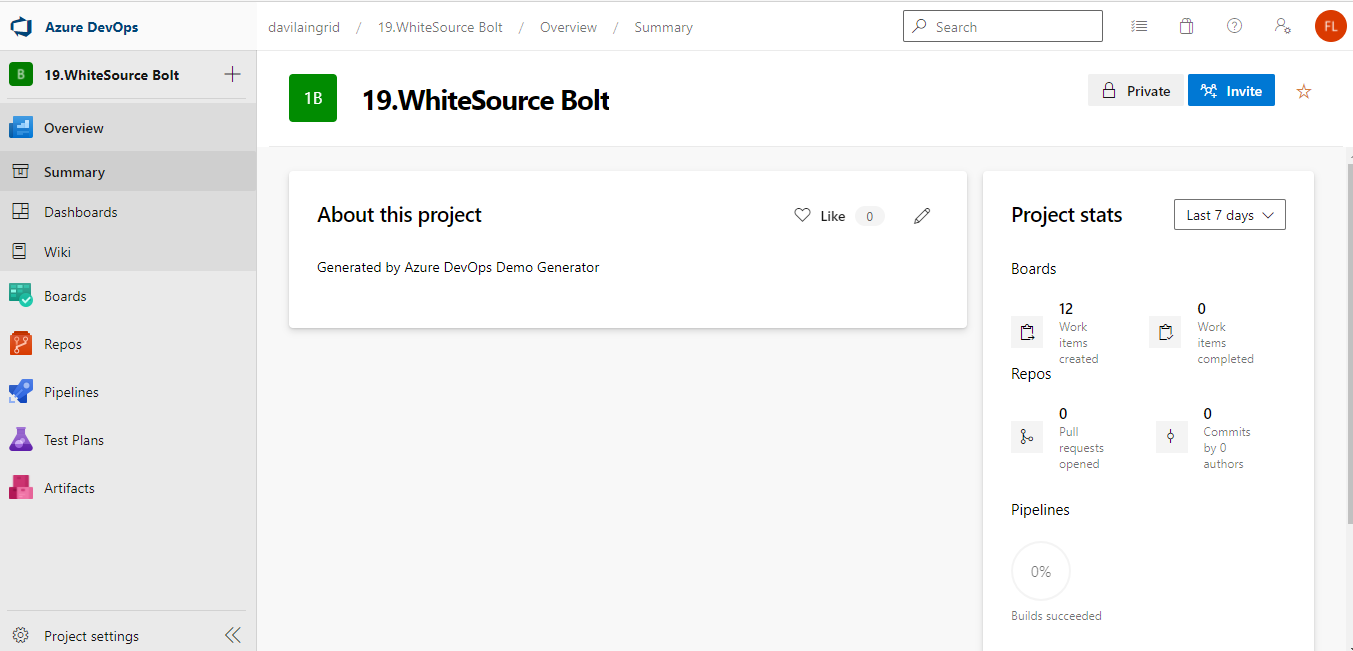 Azure DevOps
davilaingrid / 19.WhiteSource Bolt / Overview / Summary
Search
FL
B
19.WhiteSource Bolt
Overview
Summary
Dashboards
Wiki
Boards
Repos
Pipelines
Test Plans
Artifacts
Project settings
1B
19.WhiteSource Bolt
Private
Invite
About this project
Like 0
Generated by Azure DevOps Demo Generator
Project stats
Last 7 days
Boards
12
Work
items
created
0
Work
items
completed
Repos
0
Pull
requests
opened
0
Commits
by 0
authors
Pipelines
0%
Builds succeeded